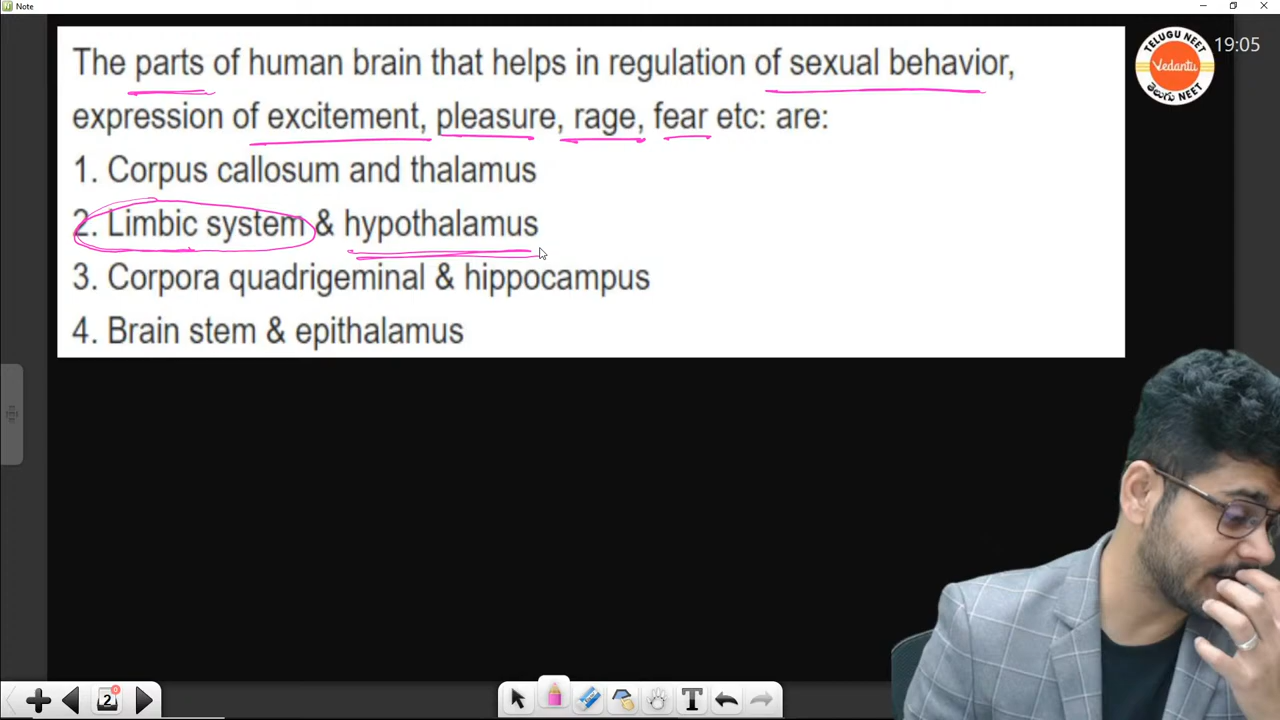 Note
The parts of human brain that helps in regulation of sexual behavior,
expression of excitement, pleasure, rage, fear etc: are:
1. Corpus callosum and thalamus
2. Limbic system & hypothalamus
3. Corpora quadrigeminal & hippocampus
4. Brain stem & epithalamus
TELUGU NEET
Vedantu
తెలుగు NEET
19:05
2
0
T